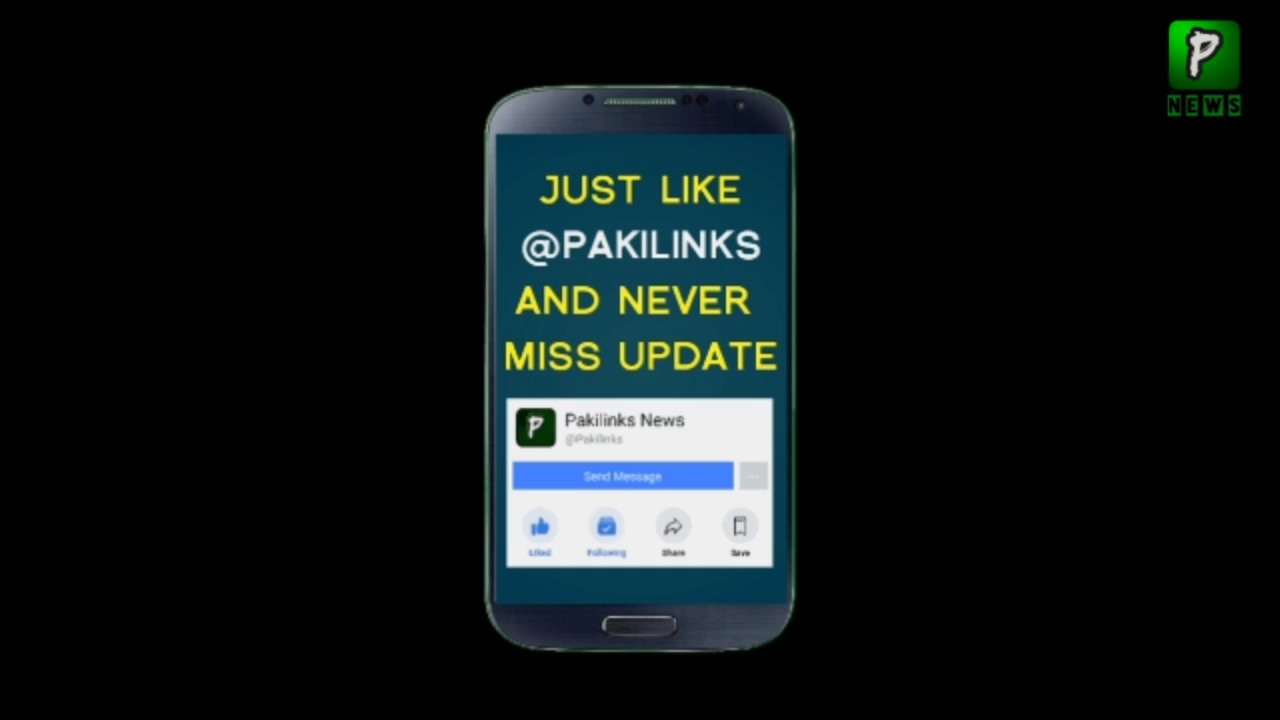 P
NEWS
JUST LIKE
@PAKILINKS
AND NEVER
MISS UPDATE
P
Pakilinks News
@Pakilinks
Send Message
...
Liked Following Share Save